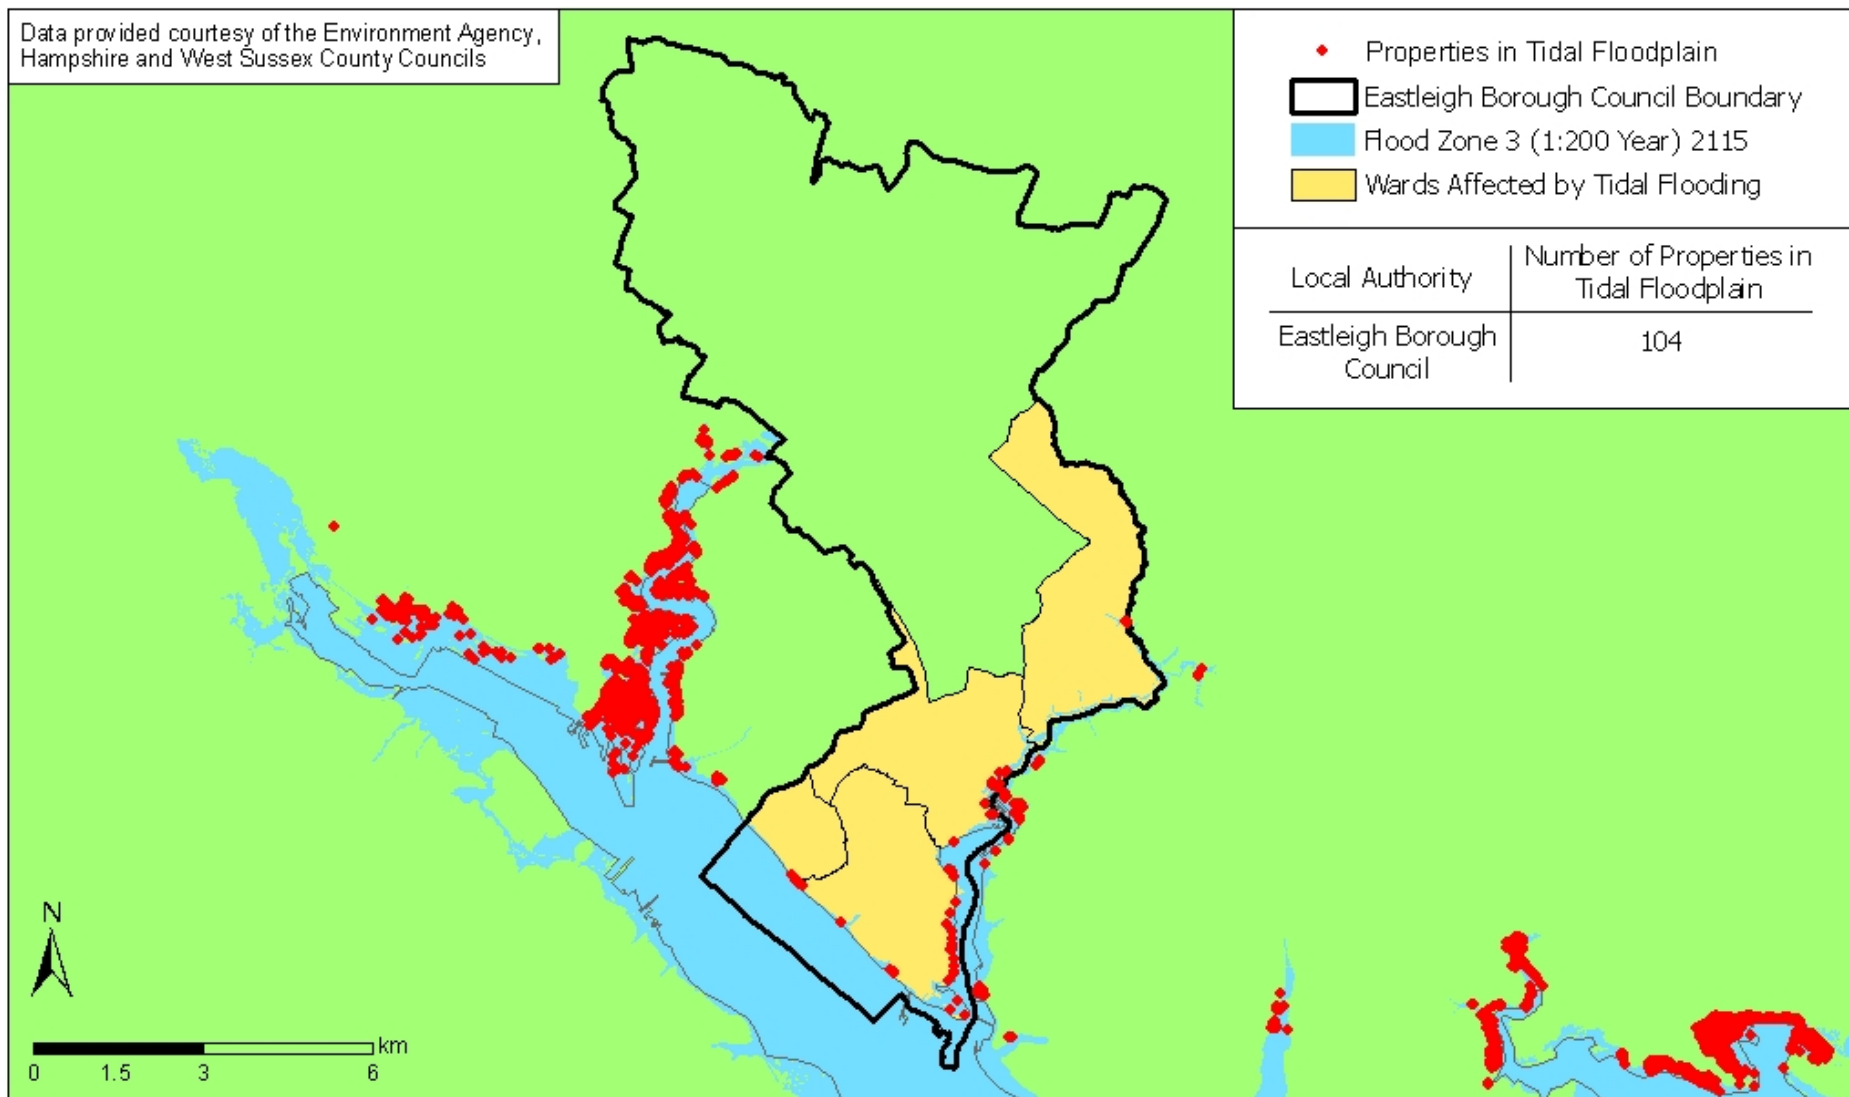 Data provided courtesy of the Environment Agency,
Hampshire and West Sussex County Councils
Properties in Tidal Floodplain
Eastleigh Borough Council Boundary
Flood Zone 3 (1:200 Year) 2115
Wards Affected by Tidal Flooding
Local Authority
Number of Properties in
Tidal Floodplain
Eastleigh Borough
Council
104
N
km
0 1.5 3 6